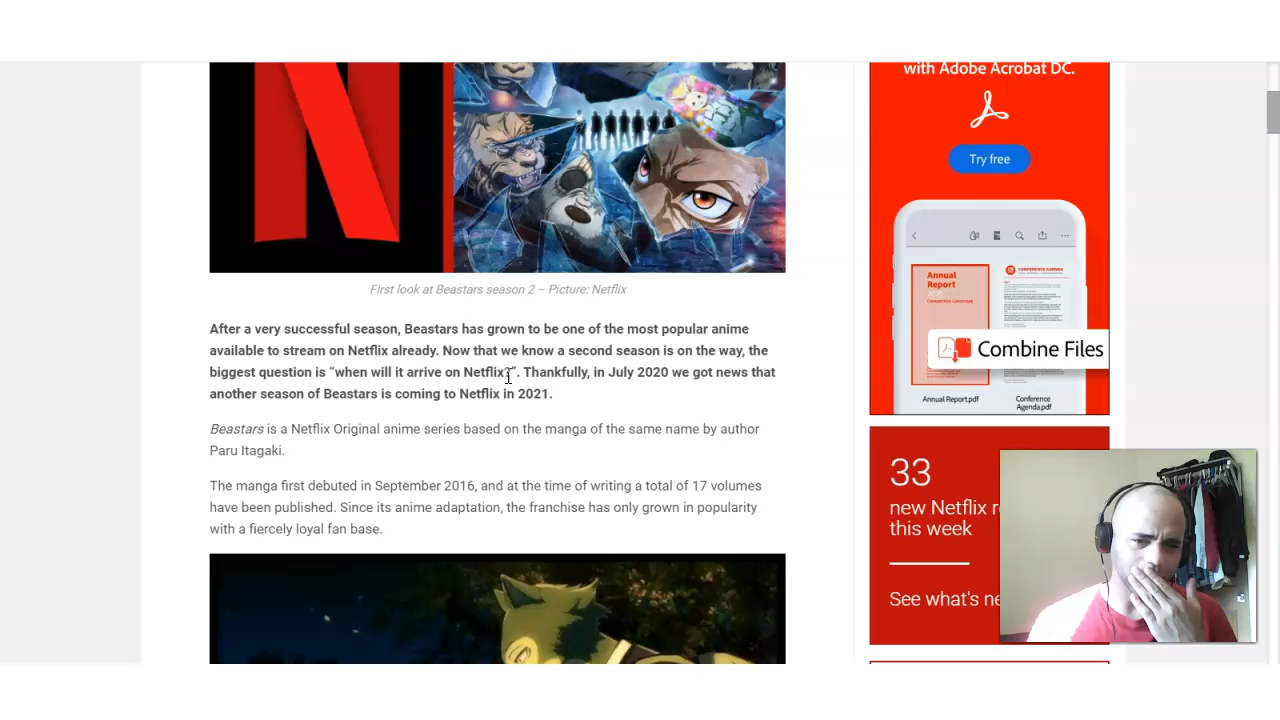 First look at Beastars season 2 – Picture: Netflix
After a very successful season, Beastars has grown to be one of the most popular anime
available to stream on Netflix already. Now that we know a second season is on the way, the
biggest question is “when will it arrive on Netflix?”. Thankfully, in July 2020 we got news that
another season of Beastars is coming to Netflix in 2021.
Beastars is a Netflix Original anime series based on the manga of the same name by author
Paru Itagaki.
The manga first debuted in September 2016, and at the time of writing a total of 17 volumes
have been published. Since its anime adaptation, the franchise has only grown in popularity
with a fiercely loyal fan base.
with Adobe Acrobat DC.
Try free
Annual
Report
CONFERENCE AGENDA
Combine Files
Annual Report.pdf
Conference
Agenda.pdf
33
new Netflix
this week
See what's